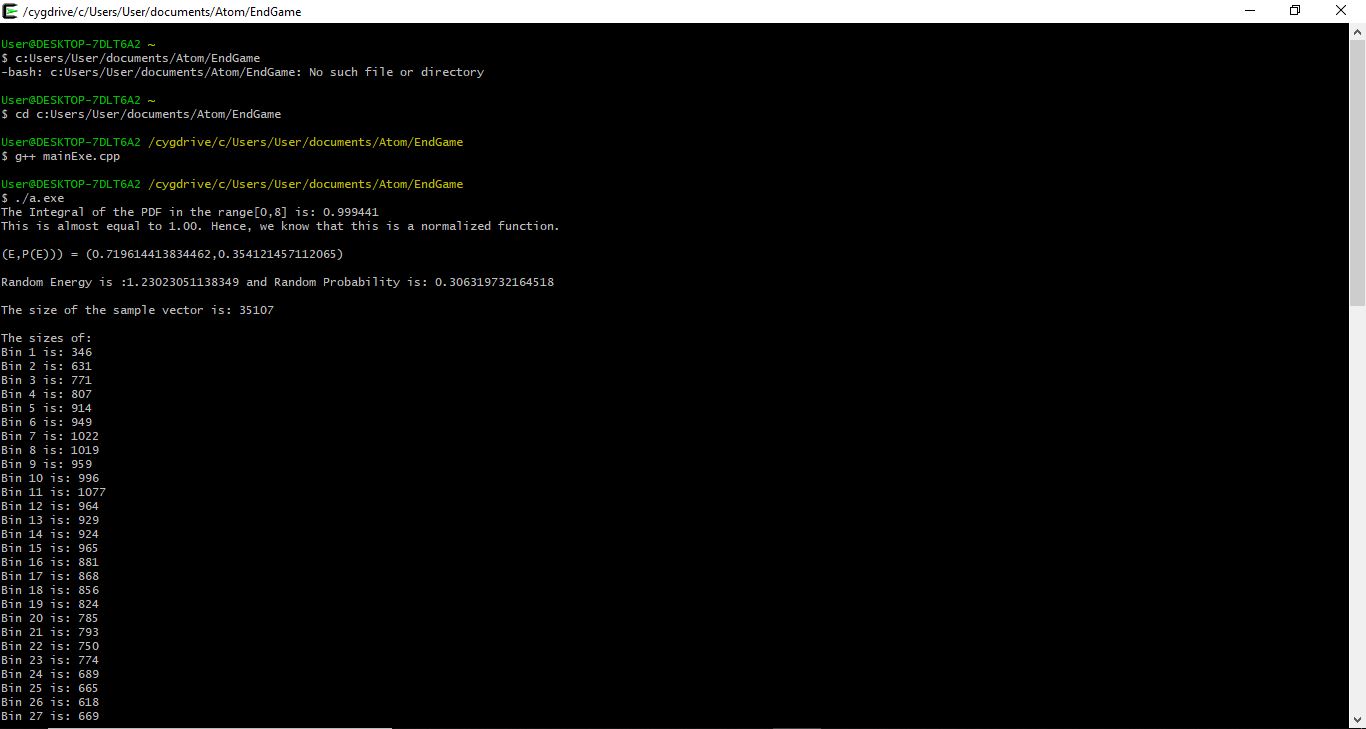 /cygdrive/c/Users/User/documents/Atom/EndGame
User@DESKTOP-7DLT6A2 ~
$ c:Users/User/documents/Atom/EndGame
-bash: c:Users/User/documents/Atom/EndGame: No such file or directory
User@DESKTOP-7DLT6A2 ~
$ cd c:Users/User/documents/Atom/EndGame
User@DESKTOP-7DLT6A2 /cygdrive/c/Users/User/documents/Atom/EndGame
$ g++ mainExe.cpp
User@DESKTOP-7DLT6A2 /cygdrive/c/Users/User/documents/Atom/EndGame
$ ./a.exe
The Integral of the PDF in the range[0,8] is: 0.999441
This is almost equal to 1.00. Hence, we know that this is a normalized function.
(E,P(E))) = (0.719614413834462,0.354121457112065)
Random Energy is :1.23023051138349 and Random Probability is: 0.306319732164518
The size of the sample vector is: 35107
The sizes of:
Bin 1 is: 346
Bin 2 is: 631
Bin 3 is: 771
Bin 4 is: 807
Bin 5 is: 914
Bin 6 is: 949
Bin 7 is: 1022
Bin 8 is: 1019
Bin 9 is: 959
Bin 10 is: 996
Bin 11 is: 1077
Bin 12 is: 964
Bin 13 is: 929
Bin 14 is: 924
Bin 15 is: 965
Bin 16 is: 881
Bin 17 is: 868
Bin 18 is: 856
Bin 19 is: 824
Bin 20 is: 785
Bin 21 is: 793
Bin 22 is: 750
Bin 23 is: 774
Bin 24 is: 689
Bin 25 is: 665
Bin 26 is: 618
Bin 27 is: 669